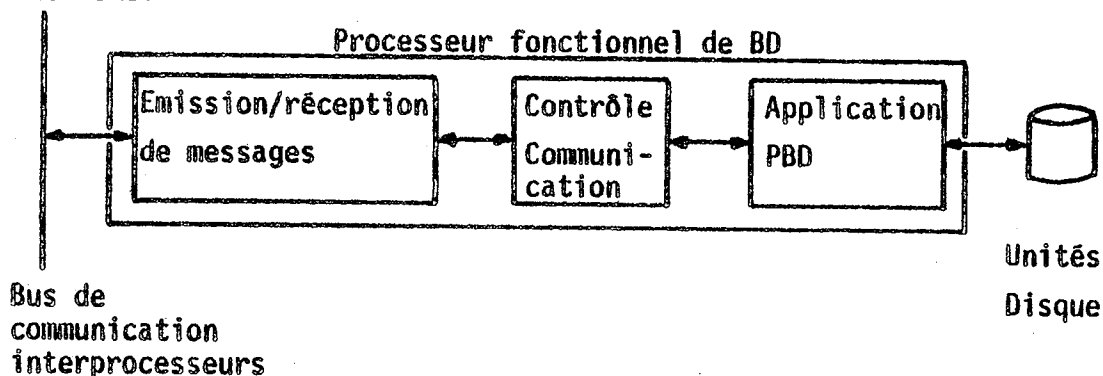 Processeur fonctionnel de BD
Emission/réception
de messages
Contrôle
Communi-
cation
Application
PBD
Unités
Disque
Bus de
communication
interprocesseurs